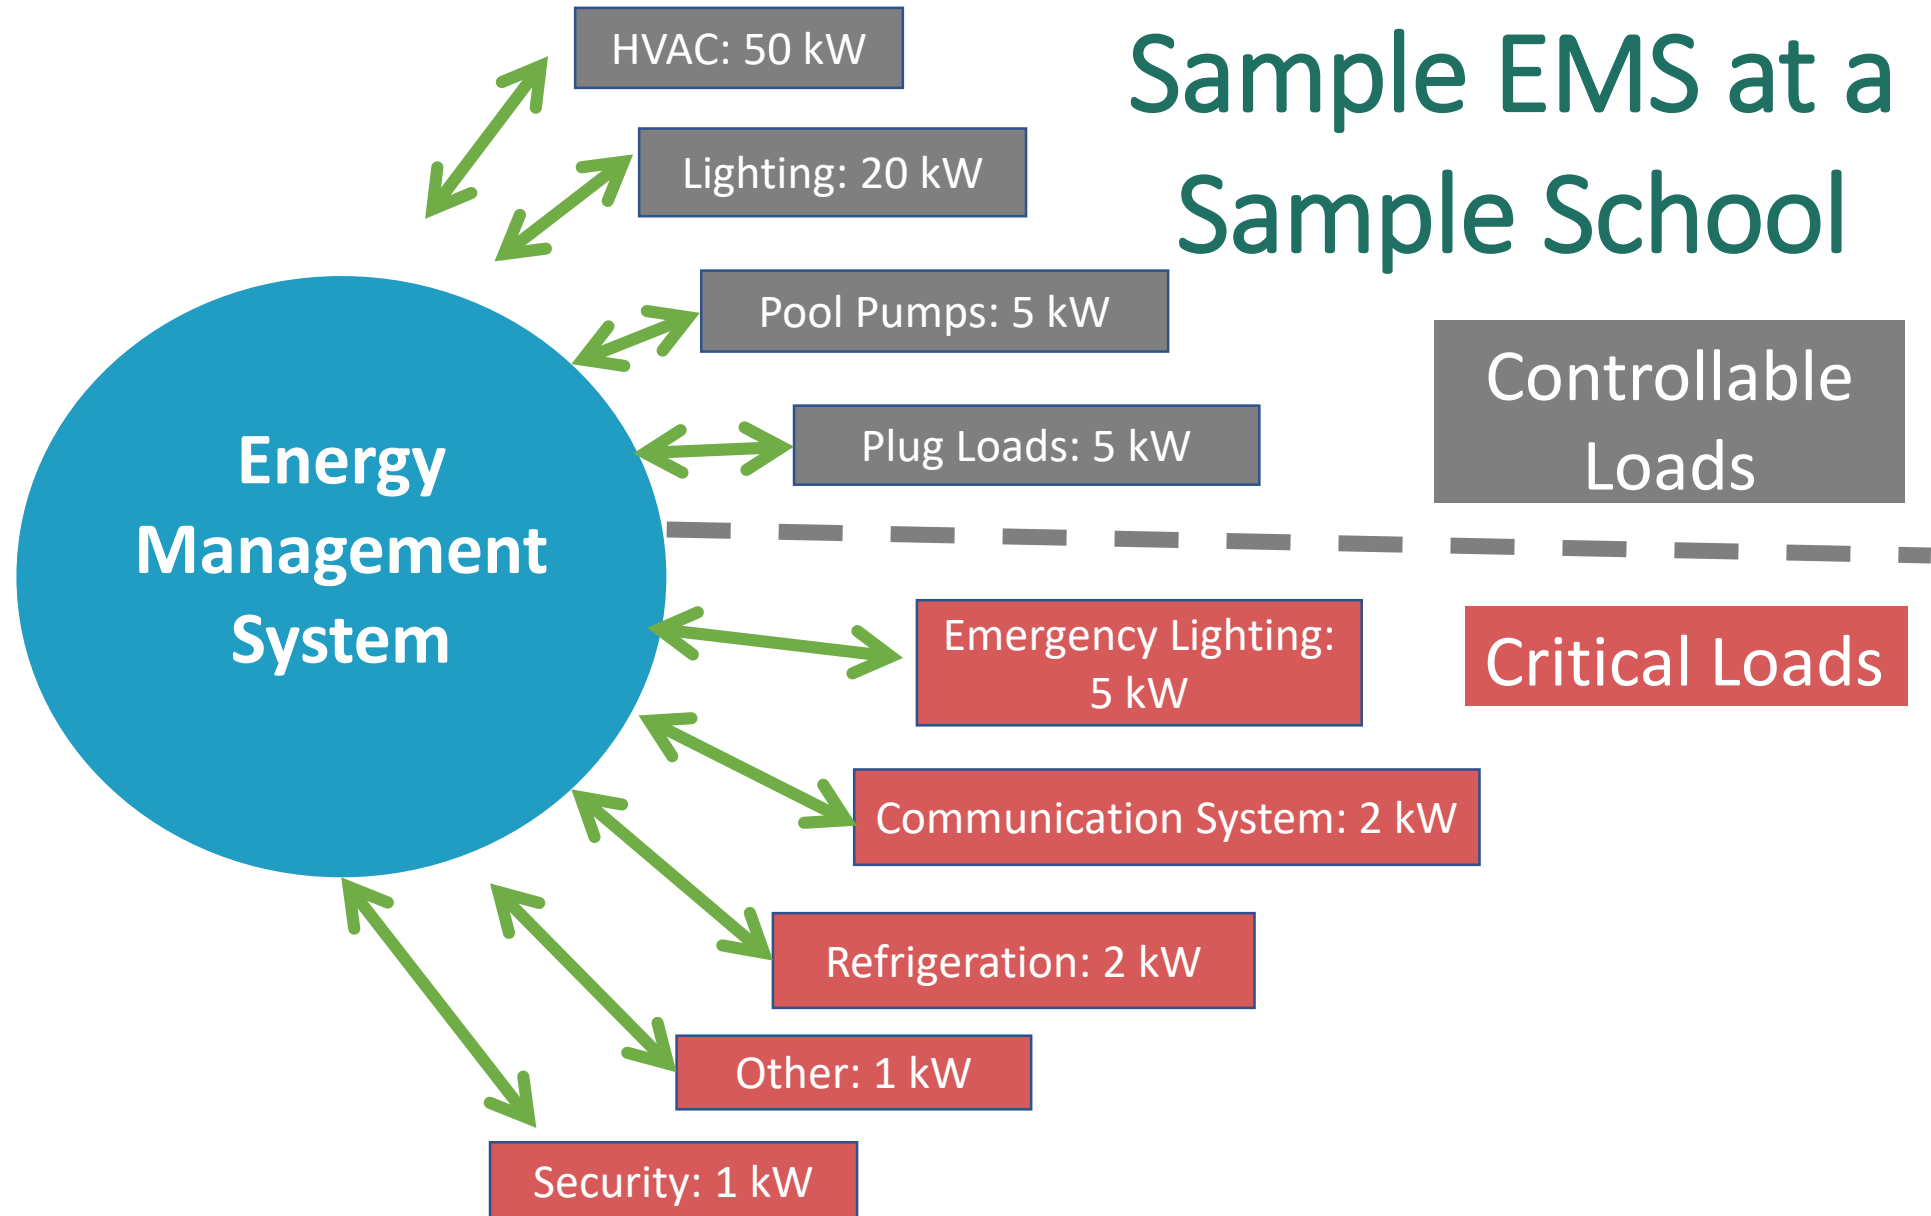 Sample EMS at a
Sample School
HVAC: 50 kW
Lighting: 20 kW
Pool Pumps: 5 kW
Plug Loads: 5 kW
Controllable
Loads
Energy
Management
System
Emergency Lighting:
5 kW
Critical Loads
Communication System: 2 kW
Refrigeration: 2 kW
Other: 1 kW
Security: 1 kW